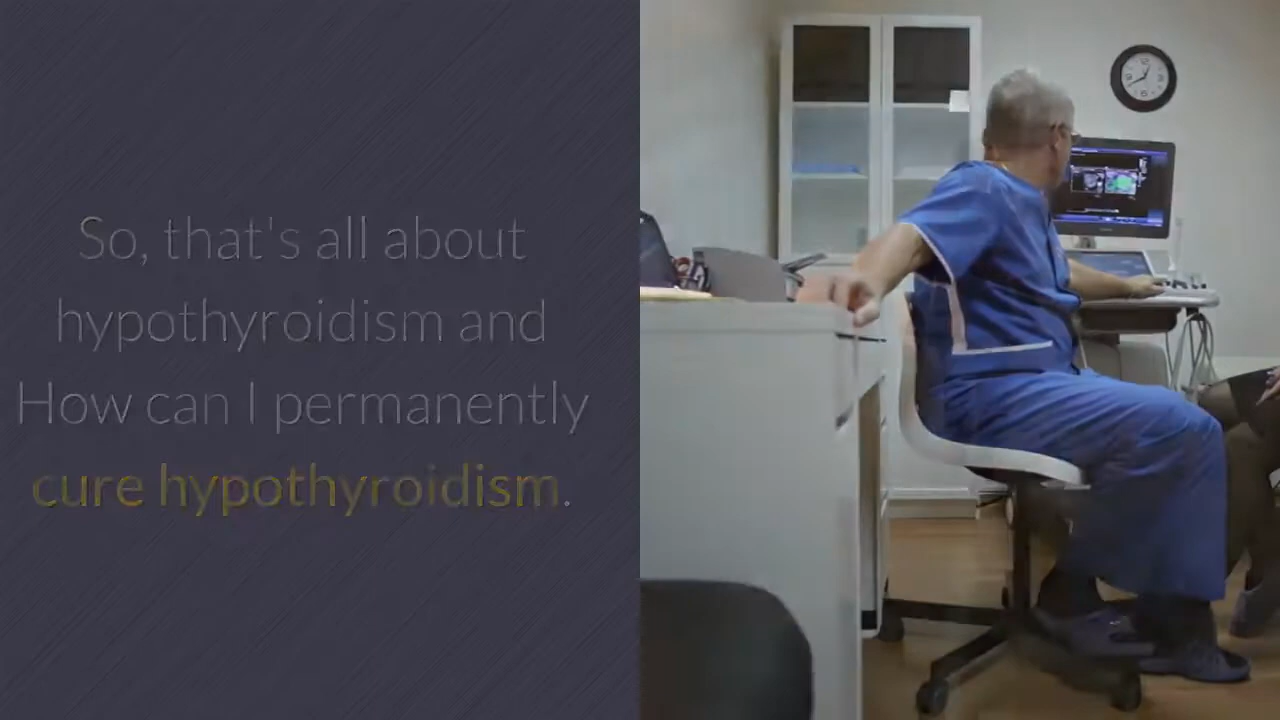 So, that's all about
hypothyroidism and
How can I permanently
cure hypothyroidism.